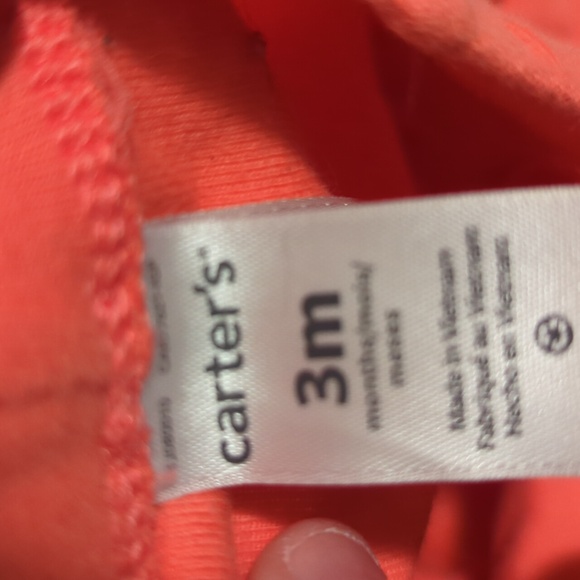 carter's
3m
months/mois/
meses
Made in Vietnam
Fabriqué au Vietnam
Hecho en Vietnam